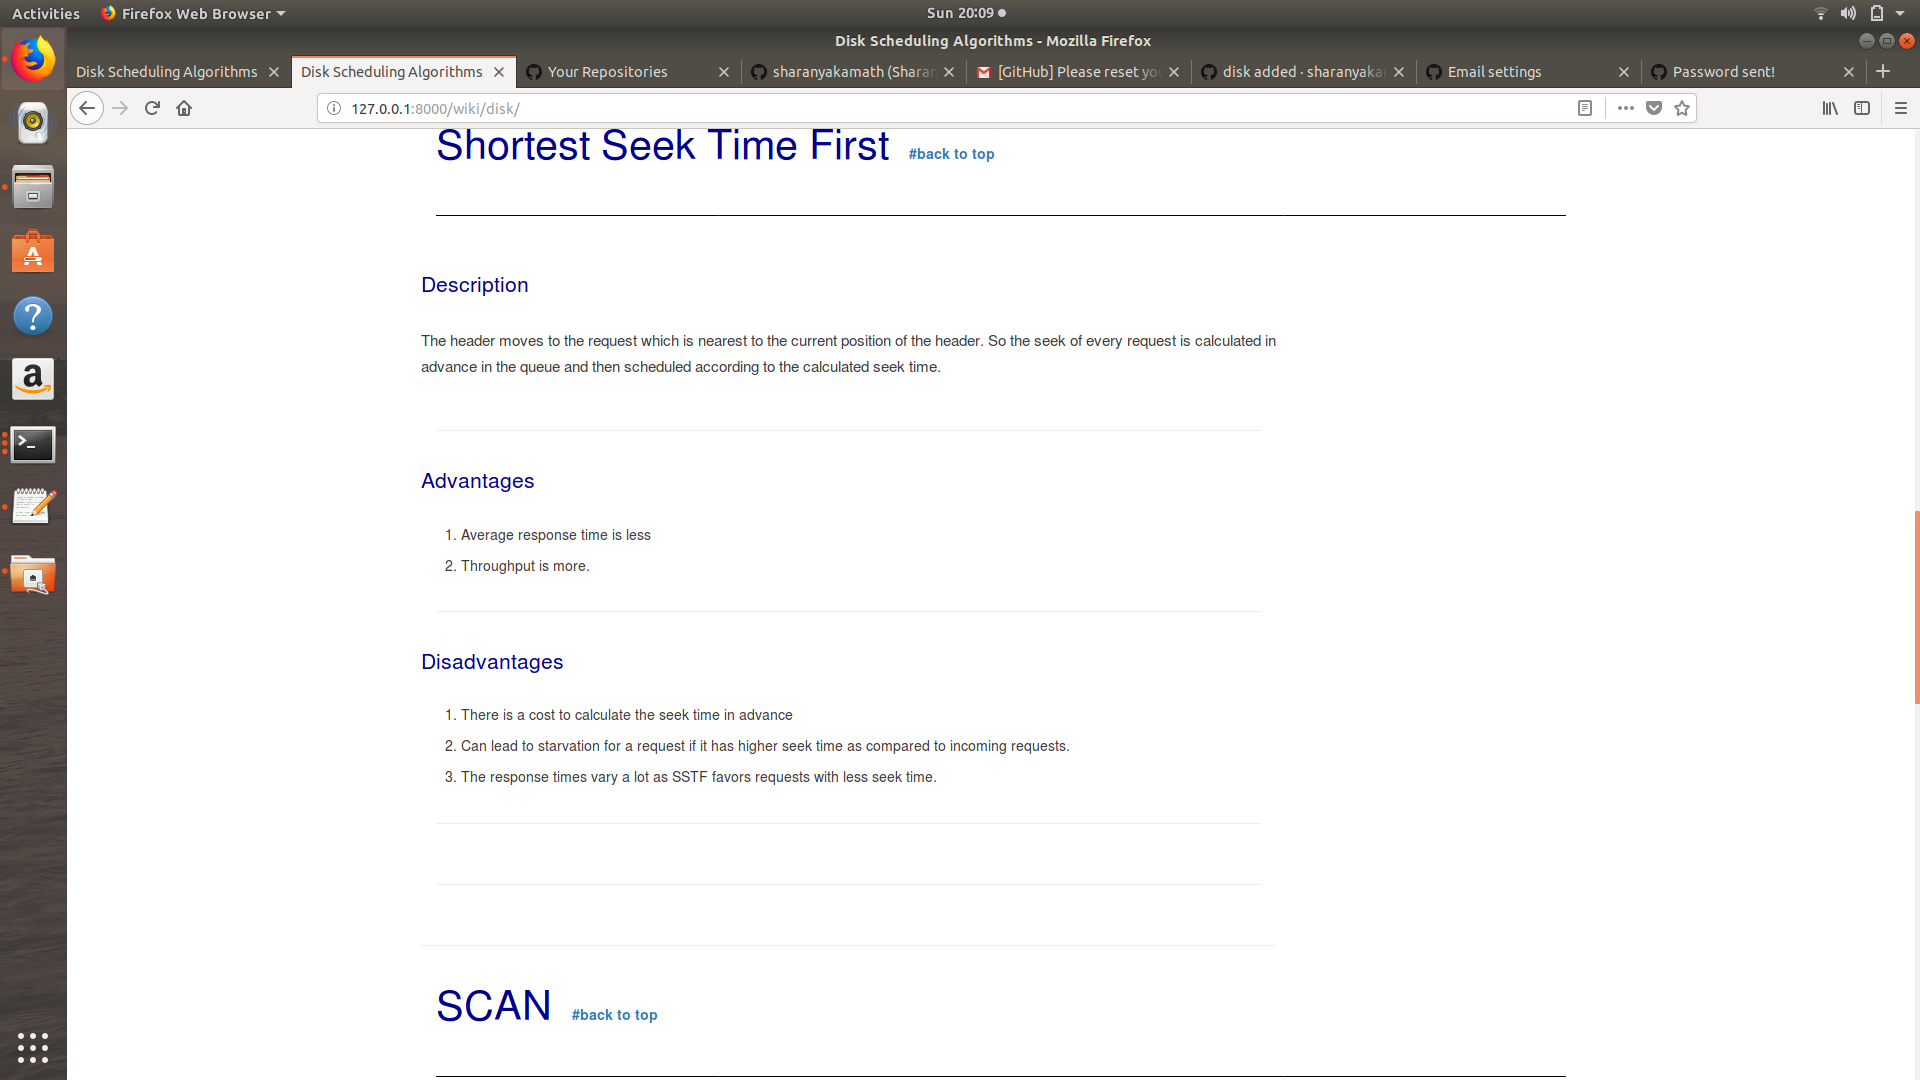 Activities Firefox Web Browser Sun 20:09
Disk Scheduling Algorithms - Mozilla Firefox
Disk Scheduling Algorithms Disk Scheduling Algorithms Your Repositories sharanyakamath (Sharan [GitHub] Please reset yo disk added · sharanyaka Email settings Password sent!
127.0.0.1:8000/wiki/disk/
Shortest Seek Time First #back to top
Description
The header moves to the request which is nearest to the current position of the header. So the seek of every request is calculated in
advance in the queue and then scheduled according to the calculated seek time.
Advantages
1. Average response time is less
2. Throughput is more.
Disadvantages
1. There is a cost to calculate the seek time in advance
2. Can lead to starvation for a request if it has higher seek time as compared to incoming requests.
3. The response times vary a lot as SSTF favors requests with less seek time.
SCAN #back to top